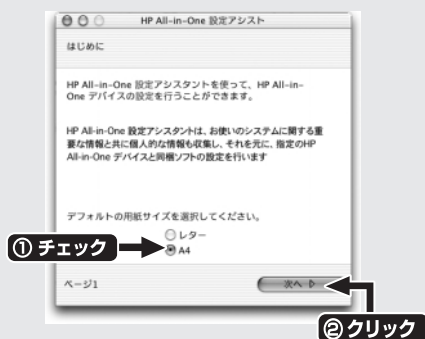 HP All-in-One 設定アシスト
はじめに
HP All-in-One 設定アシスタントを使って、HP All-in-
One デバイスの設定を行うことができます。
HP All-in-One 設定アシスタントは、お使いのシステムに関する重
要な情報と共に個人的な情報も収集し、それを元に、指定のHP
All-in-One デバイスと同梱ソフトの設定を行います
デフォルトの用紙サイズを選択してください。
レター
① チェック
A4
ページ1
次へ
② クリック